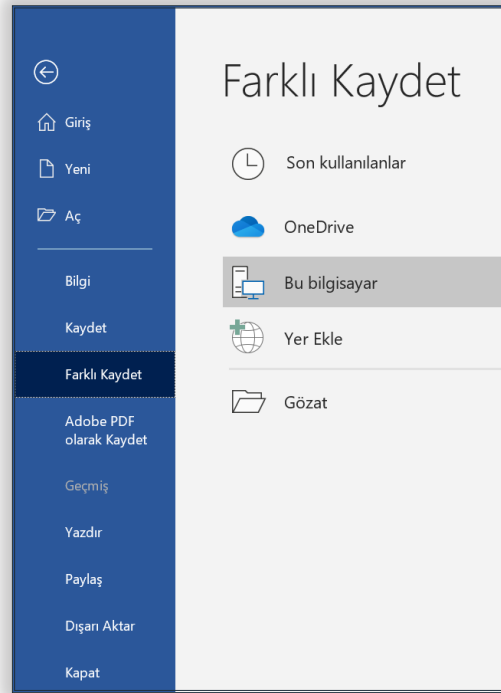 Giriş
Yeni
Aç
Bilgi
Kaydet
Farklı Kaydet
Adobe PDF
olarak Kaydet
Geçmiş
Yazdır
Paylaş
Dışarı Aktar
Kapat
Farklı Kaydet
Son kullanılanlar
OneDrive
Bu bilgisayar
Yer Ekle
Gözat